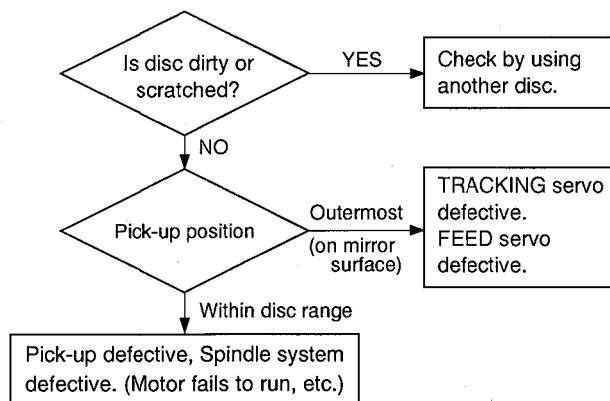 Is disc dirty or
scratched?
YES
Check by using
another disc.
NO
Pick-up position
Outermost
(on mirror
surface)
TRACKING servo
defective.
FEED servo
defective.
Within disc range
Pick-up defective, Spindle system
defective. (Motor fails to run, etc.)